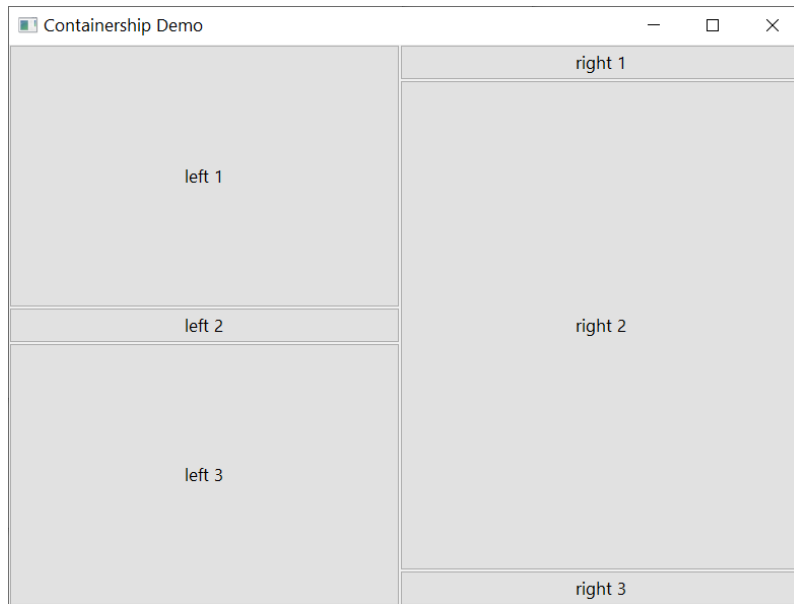 Containership Demo
left 1
left 2
left 3
right 1
right 2
right 3